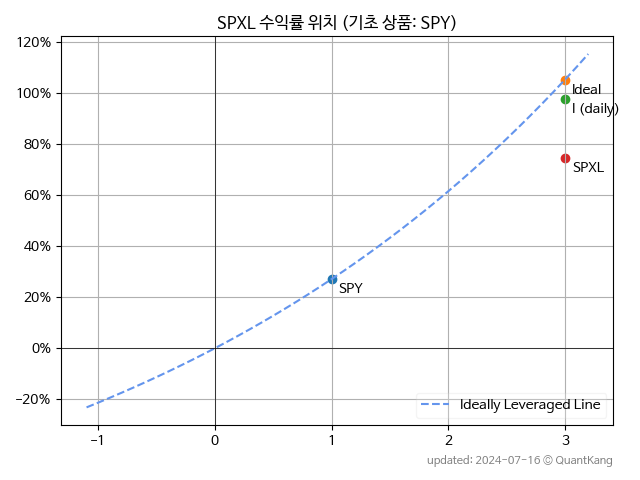 SPXL 수익률 위치 (기초 상품: SPY)
120%
100%
80%
60%
40%
20%
0%
−20%
Ideal
I (daily)
SPXL
SPY
Ideally Leveraged Line
−1 0 1 2 3
updated: 2024-07-16 © QuantKang